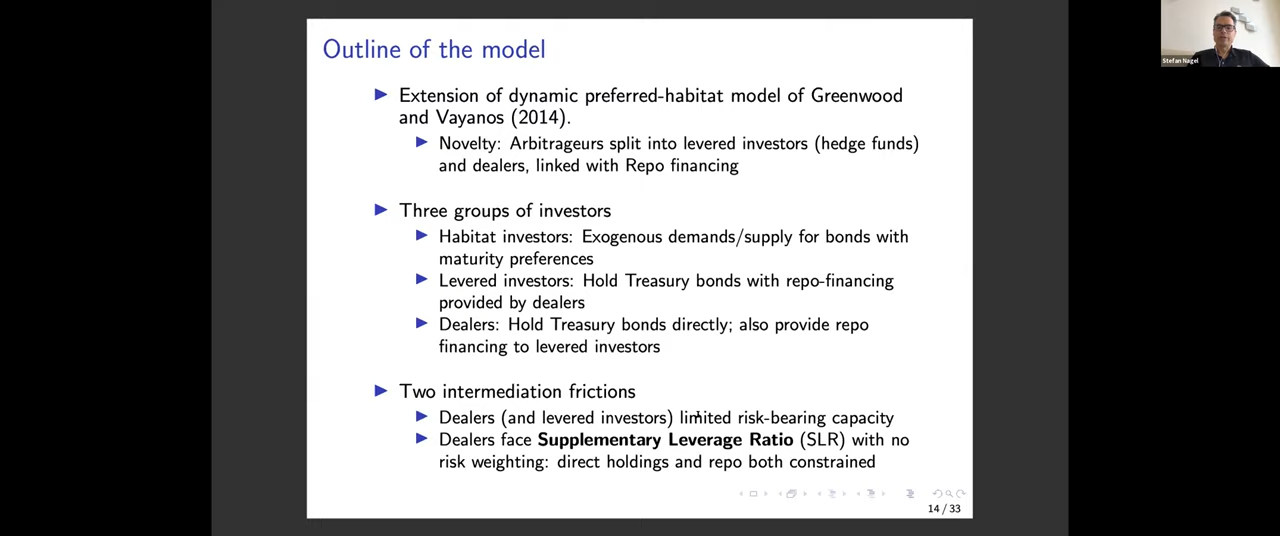 Outline of the model
Extension of dynamic preferred-habitat model of Greenwood
and Vayanos (2014).
Novelty: Arbitrageurs split into levered investors (hedge funds)
and dealers, linked with Repo financing
Three groups of investors
Habitat investors: Exogenous demands/supply for bonds with
maturity preferences
Levered investors: Hold Treasury bonds with repo-financing
provided by dealers
Dealers: Hold Treasury bonds directly; also provide repo
financing to levered investors
Two intermediation frictions
Dealers (and levered investors) limited risk-bearing capacity
Dealers face Supplementary Leverage Ratio (SLR) with no
risk weighting: direct holdings and repo both constrained
14 / 33
Stefan Nagel